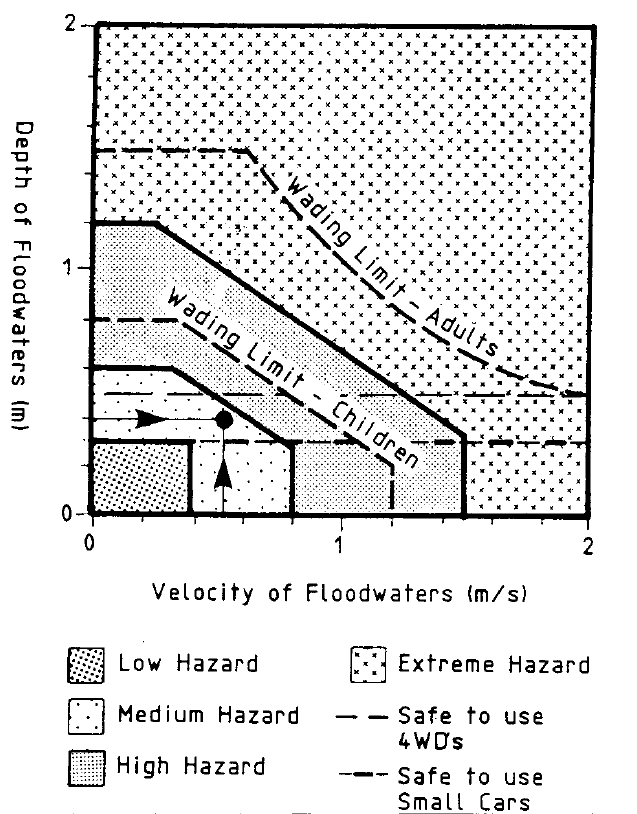 2
1
0
0
1
2
Depth of Floodwaters (m)
Wading Limit - Adults
Wading Limit - Children
Velocity of Floodwaters (m/s)
Low Hazard
Medium Hazard
High Hazard
Extreme Hazard
Safe to use
4WD's
Safe to use
Small Cars